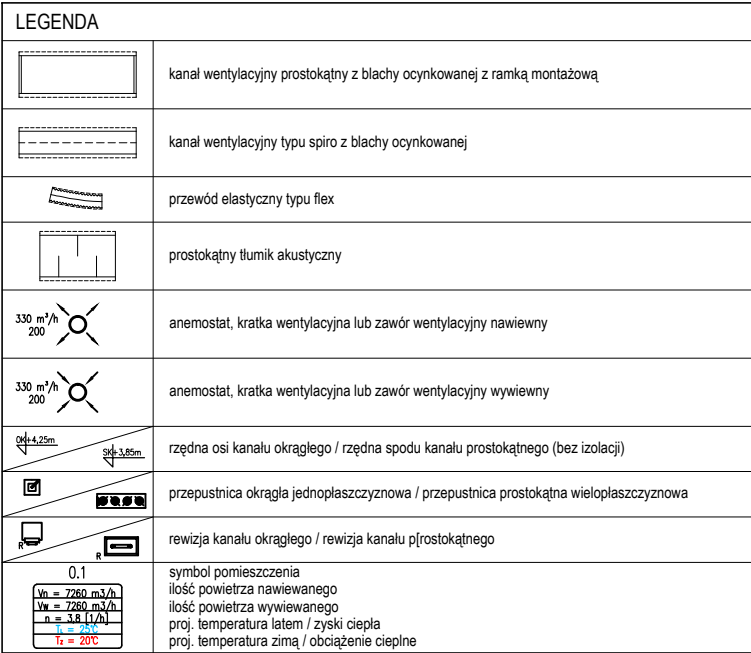 LEGENDA
kanał wentylacyjny prostokątny z blachy ocynkowanej z ramką montażową
kanał wentylacyjny typu spiro z blachy ocynkowanej
przewód elastyczny typu flex
prostokątny tłumik akustyczny
330 m³/h
200
anemostat, kratka wentylacyjna lub zawór wentylacyjny nawiewny
330 m³/h
200
anemostat, kratka wentylacyjna lub zawór wentylacyjny wywiewny
OK+4,25m
SK+3,85m
rzędna osi kanału okrągłego / rzędna spodu kanału prostokątnego (bez izolacji)
przepustnica okrągła jednopłaszczyznowa / przepustnica prostokątna wielopłaszczyznowa
R
R
rewizja kanału okrągłego / rewizja kanału p[rostokątnego
0.1
Vn = 7260 m3/h
Vw = 7260 m3/h
n = 3,8 [1/h]
TL = 25°C
Tz = 20°C
symbol pomieszczenia
ilość powietrza nawiewanego
ilość powietrza wywiewanego
proj. temperatura latem / zyski ciepła
proj. temperatura zimą / obciążenie cieplne